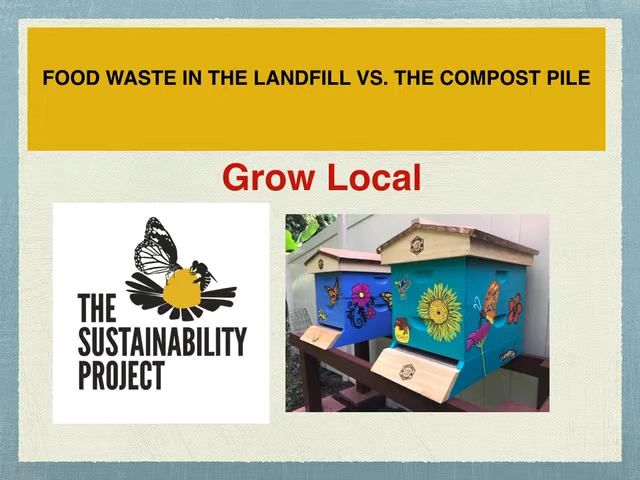 FOOD WASTE IN THE LANDFILL VS. THE COMPOST PILE
Grow Local
THE
SUSTAINABILITY
PROJECT